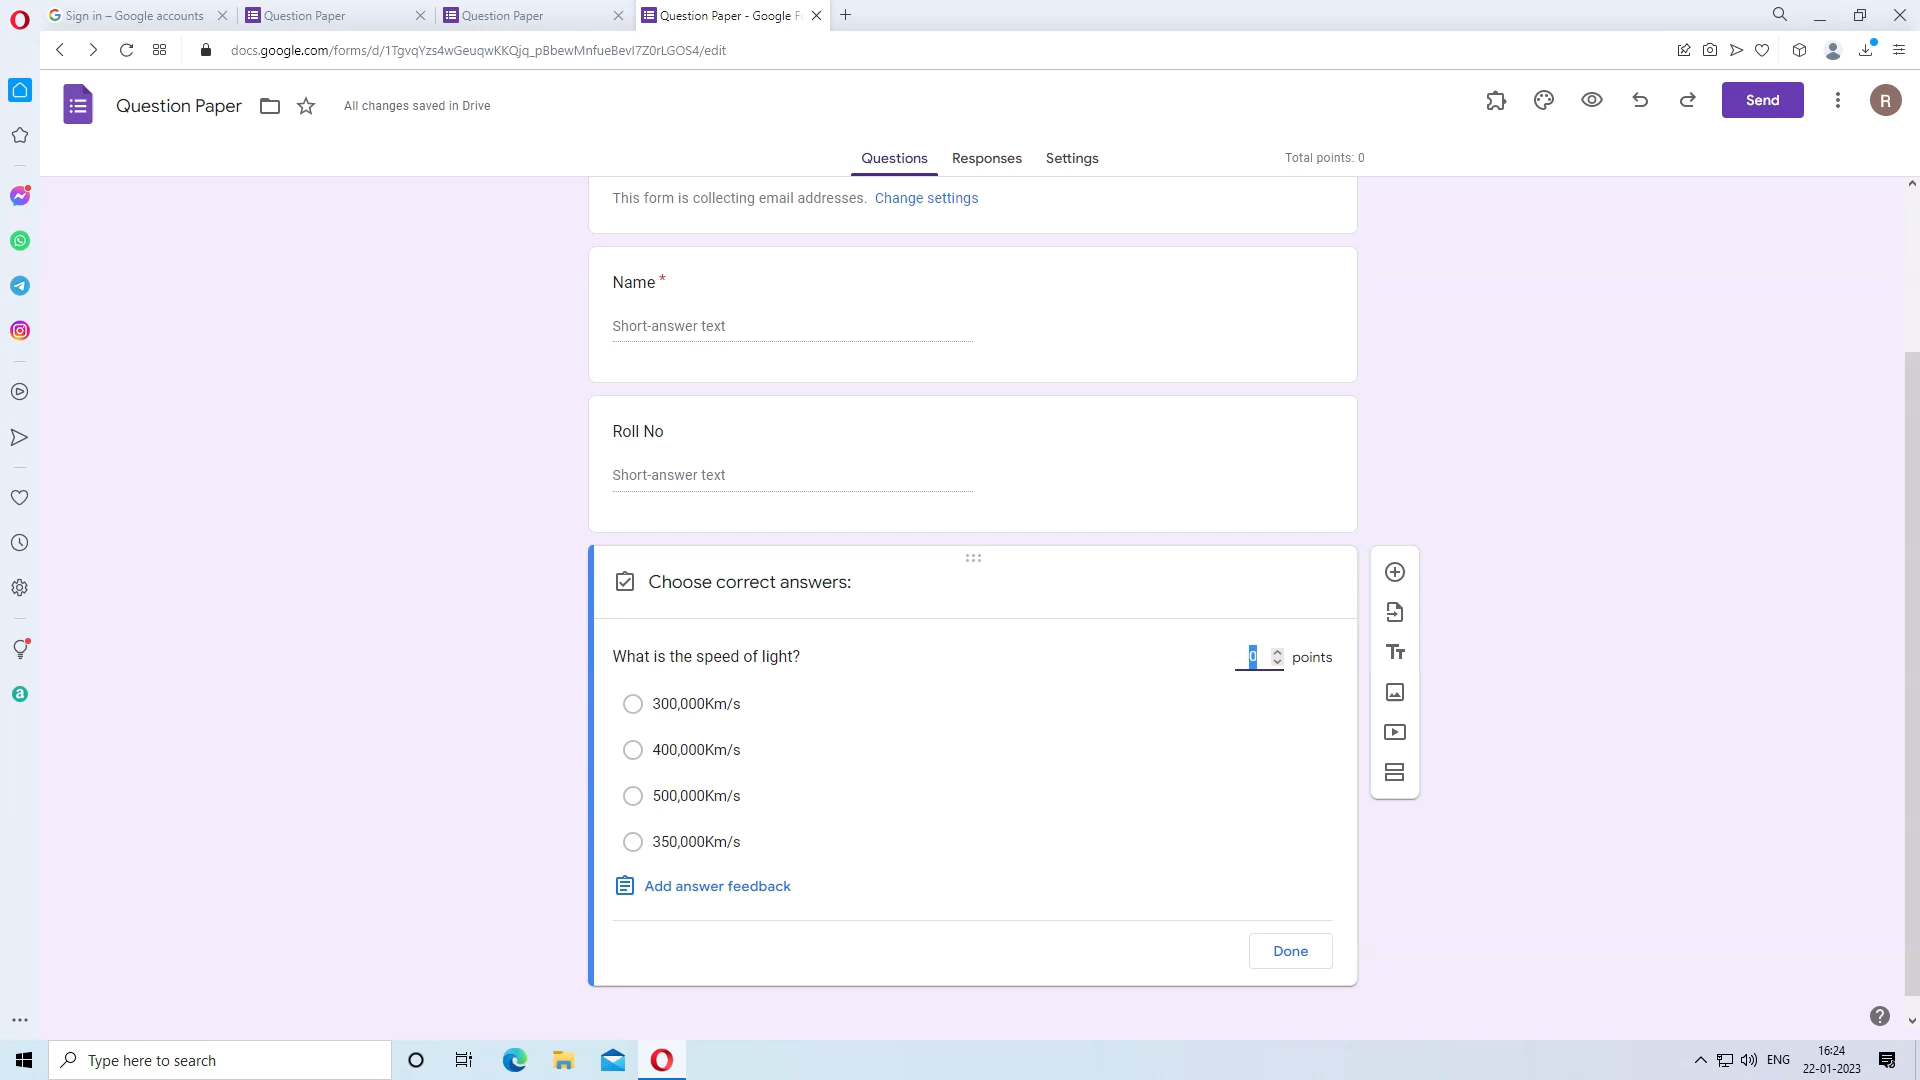 Sign in – Google accounts
Question Paper
Question Paper
Question Paper - Google F
docs.google.com/forms/d/1TgvqYzs4wGeuqwKKQjq_pBbewMnfueBevI7Z0rLGOS4/edit
Question Paper
All changes saved in Drive
Send
R
Questions
Responses
Settings
Total points: 0
This form is collecting email addresses. Change settings
Name *
Short-answer text
Roll No
Short-answer text
Choose correct answers:
What is the speed of light?
0 points
300,000Km/s
400,000Km/s
500,000Km/s
350,000Km/s
Add answer feedback
Done
Type here to search
ENG
16:24
22-01-2023